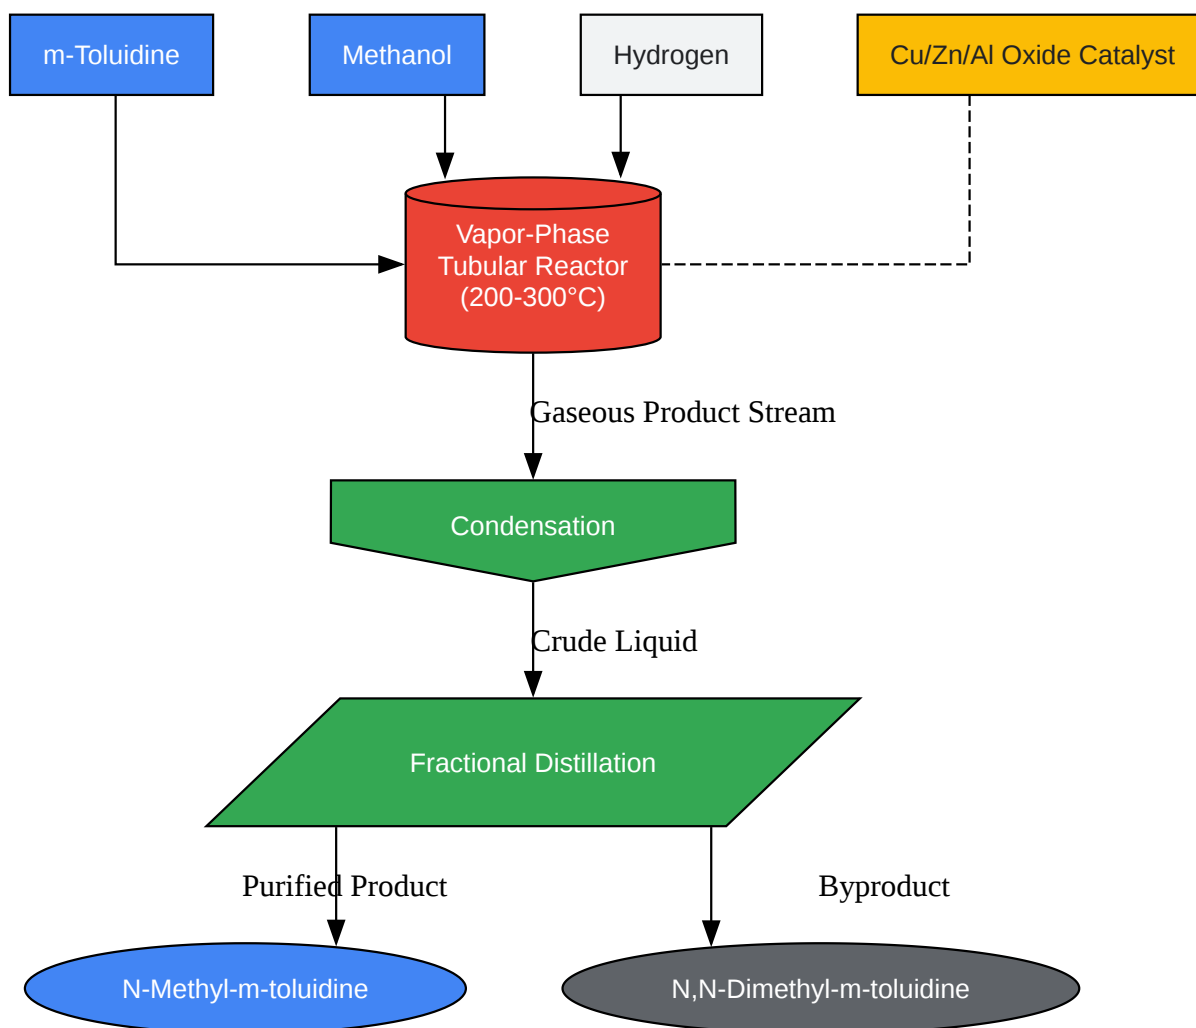 m-Toluidine
Methanol
Hydrogen
Cu/Zn/Al Oxide Catalyst
Vapor-Phase
Tubular Reactor
(200-300°C)
Gaseous Product Stream
Condensation
Crude Liquid
Fractional Distillation
Purified Product
Byproduct
N-Methyl-m-toluidine
N,N-Dimethyl-m-toluidine